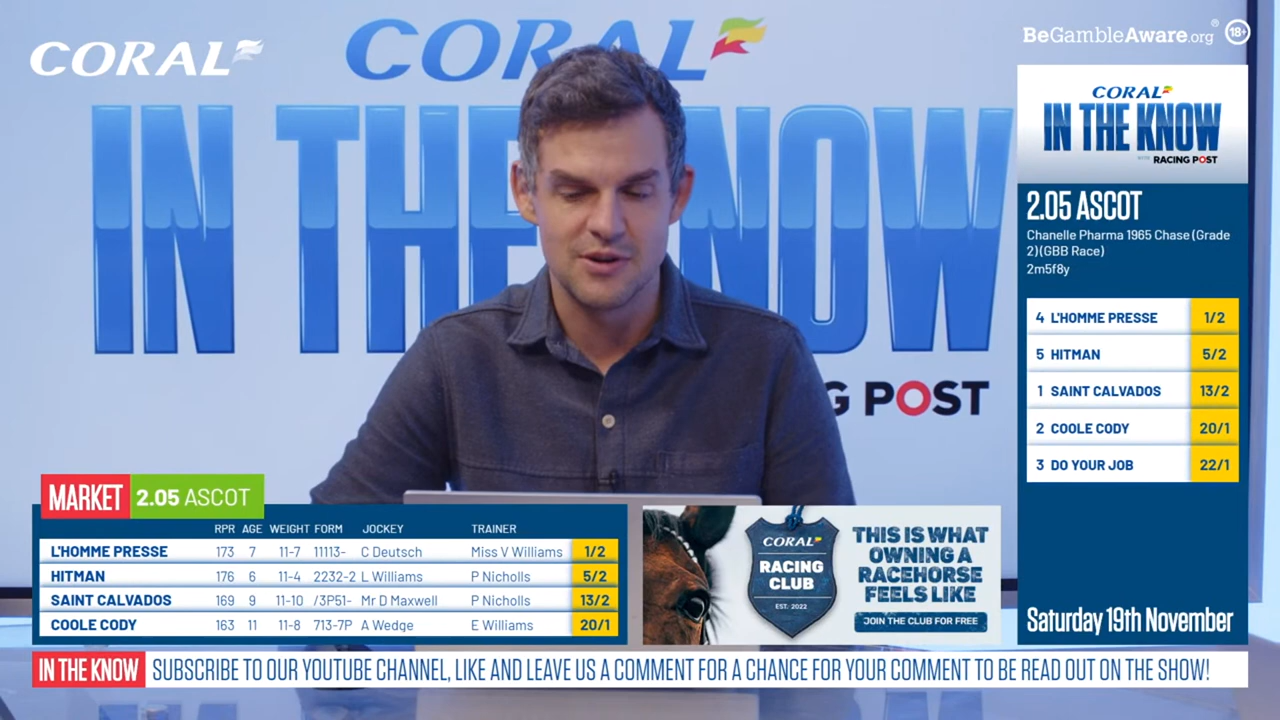 CORAL
CORAL
BeGambleAware.org® 18+
IN THE KNOW
G POST
CORAL
IN THE KNOW
WITH RACING POST
2.05 ASCOT
Chanelle Pharma 1965 Chase (Grade
2) (GBB Race)
2m5f8y
4 L'HOMME PRESSE 1/2
5 HITMAN 5/2
1 SAINT CALVADOS 13/2
2 COOLE CODY 20/1
3 DO YOUR JOB 22/1
Saturday 19th November
MARKET 2.05 ASCOT
RPR AGE WEIGHT FORM JOCKEY TRAINER
L'HOMME PRESSE 173 7 11-7 11113- C Deutsch Miss V Williams 1/2
HITMAN 176 6 11-4 2232-2 L Williams P Nicholls 5/2
SAINT CALVADOS 169 9 11-10 /3P51- Mr D Maxwell P Nicholls 13/2
COOLE CODY 163 11 11-8 713-7P A Wedge E Williams 20/1
CORAL
RACING
CLUB
EST. 2022
THIS IS WHAT
OWNING A
RACEHORSE
FEELS LIKE
JOIN THE CLUB FOR FREE
IN THE KNOW SUBSCRIBE TO OUR YOUTUBE CHANNEL, LIKE AND LEAVE US A COMMENT FOR A CHANCE FOR YOUR COMMENT TO BE READ OUT ON THE SHOW!